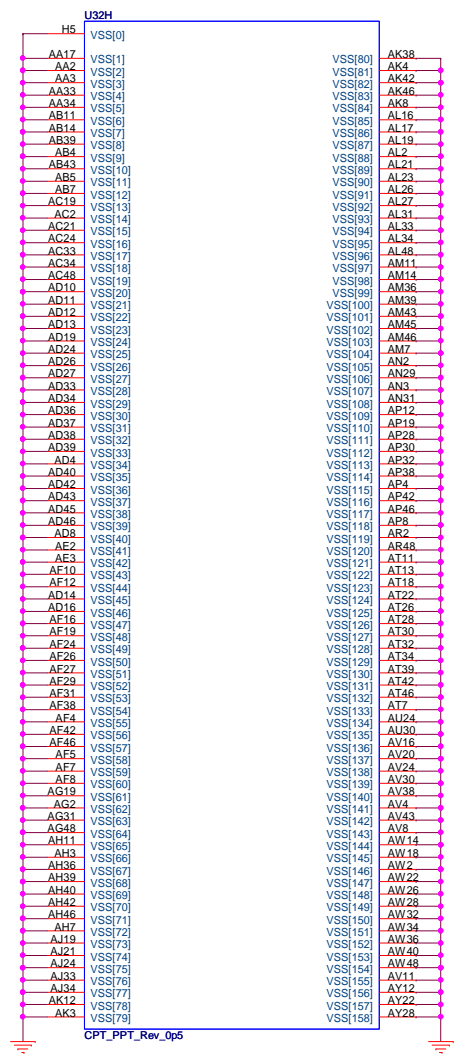 U32H
H5 VSS[0]
AA17 VSS[1] VSS[80] AK38
AA2 VSS[2] VSS[81] AK4
AA3 VSS[3] VSS[82] AK42
AA33 VSS[4] VSS[83] AK46
AA34 VSS[5] VSS[84] AK8
AB11 VSS[6] VSS[85] AL16
AB14 VSS[7] VSS[86] AL17
AB39 VSS[8] VSS[87] AL19
AB4 VSS[9] VSS[88] AL2
AB43 VSS[10] VSS[89] AL21
AB5 VSS[11] VSS[90] AL23
AB7 VSS[12] VSS[91] AL26
AC19 VSS[13] VSS[92] AL27
AC2 VSS[14] VSS[93] AL31
AC21 VSS[15] VSS[94] AL33
AC24 VSS[16] VSS[95] AL34
AC33 VSS[17] VSS[96] AL48
AC34 VSS[18] VSS[97] AM11
AC48 VSS[19] VSS[98] AM14
AD10 VSS[20] VSS[99] AM36
AD11 VSS[21] VSS[100] AM39
AD12 VSS[22] VSS[101] AM43
AD13 VSS[23] VSS[102] AM45
AD19 VSS[24] VSS[103] AM46
AD24 VSS[25] VSS[104] AM7
AD26 VSS[26] VSS[105] AN2
AD27 VSS[27] VSS[106] AN29
AD33 VSS[28] VSS[107] AN3
AD34 VSS[29] VSS[108] AN31
AD36 VSS[30] VSS[109] AP12
AD37 VSS[31] VSS[110] AP19
AD38 VSS[32] VSS[111] AP28
AD39 VSS[33] VSS[112] AP30
AD4 VSS[34] VSS[113] AP32
AD40 VSS[35] VSS[114] AP38
AD42 VSS[36] VSS[115] AP4
AD43 VSS[37] VSS[116] AP42
AD45 VSS[38] VSS[117] AP46
AD46 VSS[39] VSS[118] AP8
AD8 VSS[40] VSS[119] AR2
AE2 VSS[41] VSS[120] AR48
AE3 VSS[42] VSS[121] AT11
AF10 VSS[43] VSS[122] AT13
AF12 VSS[44] VSS[123] AT18
AD14 VSS[45] VSS[124] AT22
AD16 VSS[46] VSS[125] AT26
AF16 VSS[47] VSS[126] AT28
AF19 VSS[48] VSS[127] AT30
AF24 VSS[49] VSS[128] AT32
AF26 VSS[50] VSS[129] AT34
AF27 VSS[51] VSS[130] AT39
AF29 VSS[52] VSS[131] AT42
AF31 VSS[53] VSS[132] AT46
AF38 VSS[54] VSS[133] AT7
AF4 VSS[55] VSS[134] AU24
AF42 VSS[56] VSS[135] AU30
AF46 VSS[57] VSS[136] AV16
AF5 VSS[58] VSS[137] AV20
AF7 VSS[59] VSS[138] AV24
AF8 VSS[60] VSS[139] AV30
AG19 VSS[61] VSS[140] AV38
AG2 VSS[62] VSS[141] AV4
AG31 VSS[63] VSS[142] AV43
AG48 VSS[64] VSS[143] AV8
AH11 VSS[65] VSS[144] AW14
AH3 VSS[66] VSS[145] AW18
AH36 VSS[67] VSS[146] AW2
AH39 VSS[68] VSS[147] AW22
AH40 VSS[69] VSS[148] AW26
AH42 VSS[70] VSS[149] AW28
AH46 VSS[71] VSS[150] AW32
AH7 VSS[72] VSS[151] AW34
AJ19 VSS[73] VSS[152] AW36
AJ21 VSS[74] VSS[153] AW40
AJ24 VSS[75] VSS[154] AW48
AJ33 VSS[76] VSS[155] AV11
AJ34 VSS[77] VSS[156] AY12
AK12 VSS[78] VSS[157] AY22
AK3 VSS[79] VSS[158] AY28
CPT_PPT_Rev_0p5